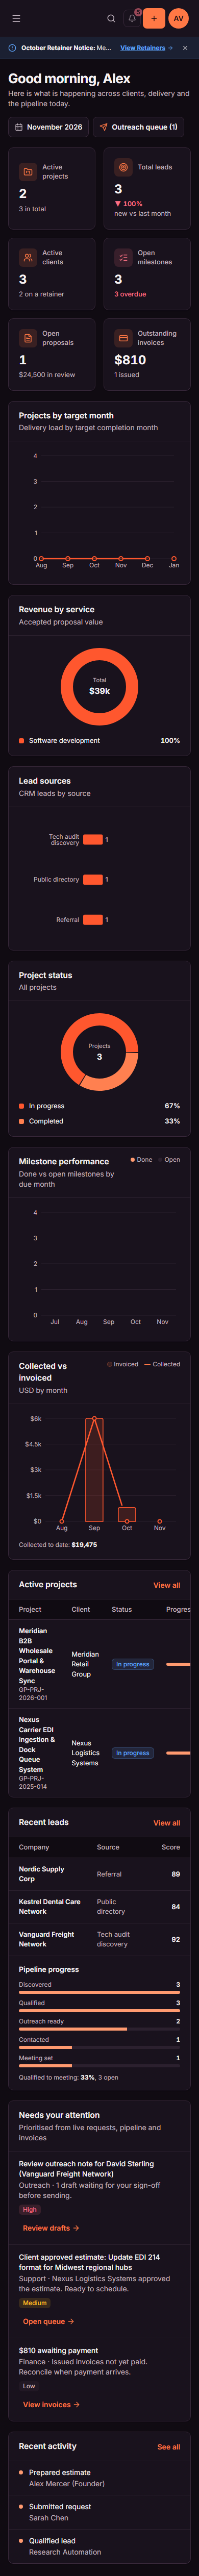 5
+
AV
October Retainer Notice: Me...
View Retainers
Good morning, Alex
Here is what is happening across clients, delivery and
the pipeline today.
November 2026
Outreach queue (1)
Active
projects
2
3 in total
Total leads
3
▼ 100%
new vs last month
Active
clients
3
2 on a retainer
Open
milestones
3
3 overdue
Open
proposals
1
$24,500 in review
Outstanding
invoices
$810
1 issued
Projects by target month
Delivery load by target completion month
4
3
2
1
0
Aug Sep Oct Nov Dec Jan
Revenue by service
Accepted proposal value
Total
$39k
Software development 100%
Lead sources
CRM leads by source
Tech audit
discovery
1
Public directory 1
Referral 1
Project status
All projects
Projects
3
In progress 67%
Completed 33%
Milestone performance
Done Open
Done vs open milestones by
due month
4
3
2
1
0
Jul Aug Sep Oct Nov
Collected vs
invoiced
Invoiced Collected
USD by month
$6k
$4.5k
$3k
$1.5k
$0
Aug Sep Oct Nov
Collected to date: $19,475
Active projects View all
Project Client Status Progres
Meridian
B2B
Wholesale
Portal &
Warehouse
Sync
GP-PRJ-
2026-001
Meridian
Retail
Group
In progress
Nexus
Carrier EDI
Ingestion &
Dock
Queue
System
GP-PRJ-
2025-014
Nexus
Logistics
Systems
In progress
Recent leads View all
Company Source Score
Nordic Supply
Corp
Referral
89
Kestrel Dental Care
Network
Public
directory
84
Vanguard Freight
Network
Tech audit
discovery
92
Pipeline progress
Discovered 3
Qualified 3
Outreach ready 2
Contacted 1
Meeting set 1
Qualified to meeting: 33%, 3 open
Needs your attention
Prioritised from live requests, pipeline and
invoices
Review outreach note for David Sterling
(Vanguard Freight Network)
Outreach · 1 draft waiting for your sign-off
before sending.
High
Review drafts →
Client approved estimate: Update EDI 214
format for Midwest regional hubs
Support · Nexus Logistics Systems approved
the estimate. Ready to schedule.
Medium
Open queue →
$810 awaiting payment
Finance · Issued invoices not yet paid.
Reconcile when payment arrives.
Low
View invoices →
Recent activity See all
Prepared estimate
Alex Mercer (Founder)
Submitted request
Sarah Chen
Qualified lead
Research Automation